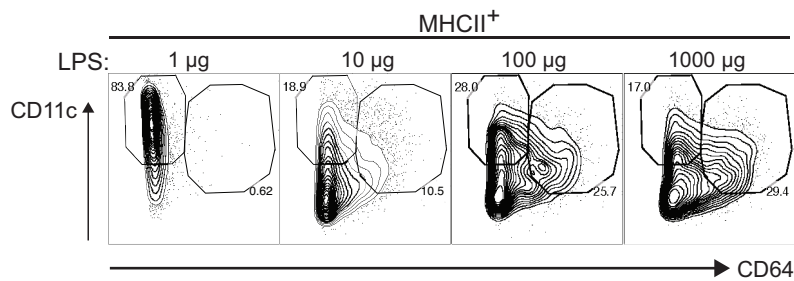 MHCII+
LPS: 1 µg 10 µg 100 µg 1000 µg
83.8 18.9 28.0 17.0
CD11c
0.62 10.5 25.7 29.4
CD64